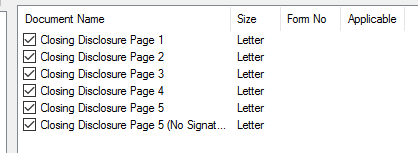 Document Name Size Form No Applicable
Closing Disclosure Page 1 Letter
Closing Disclosure Page 2 Letter
Closing Disclosure Page 3 Letter
Closing Disclosure Page 4 Letter
Closing Disclosure Page 5 Letter
Closing Disclosure Page 5 (No Signat... Letter